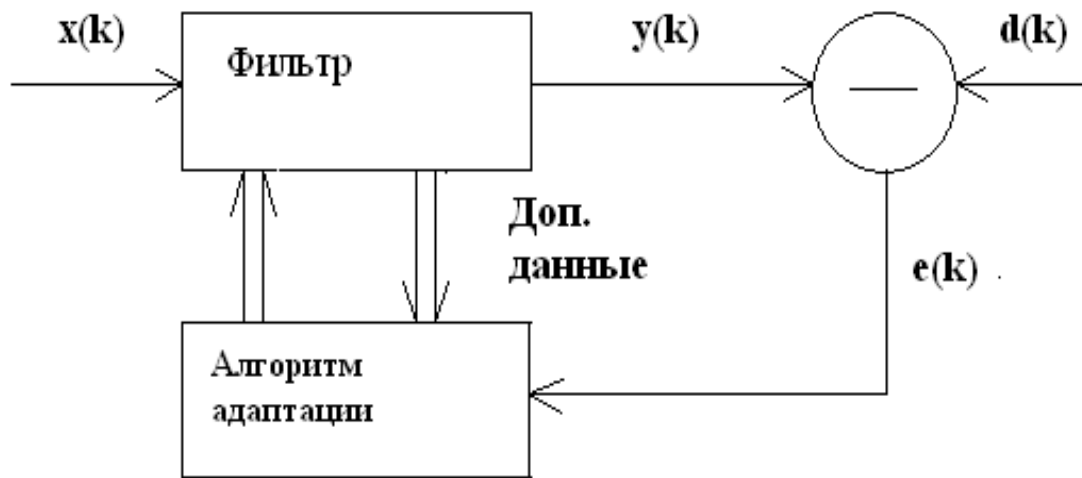 x(k)
y(k)
d(k)
Фильтр
—
Доп.
данные
e(k)
Алгоритм
адаптации